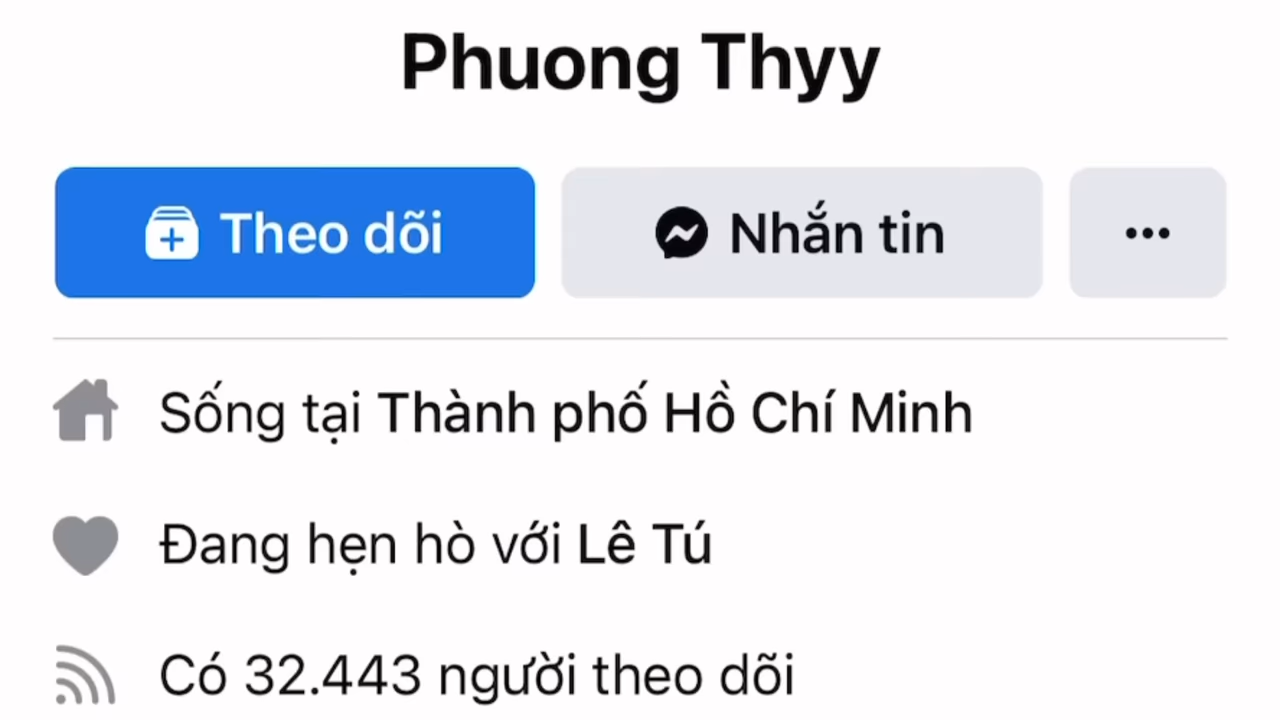 Phuong Thyy
Theo dõi
Nhắn tin
Sống tại Thành phố Hồ Chí Minh
Đang hẹn hò với Lê Tú
Có 32.443 người theo dõi